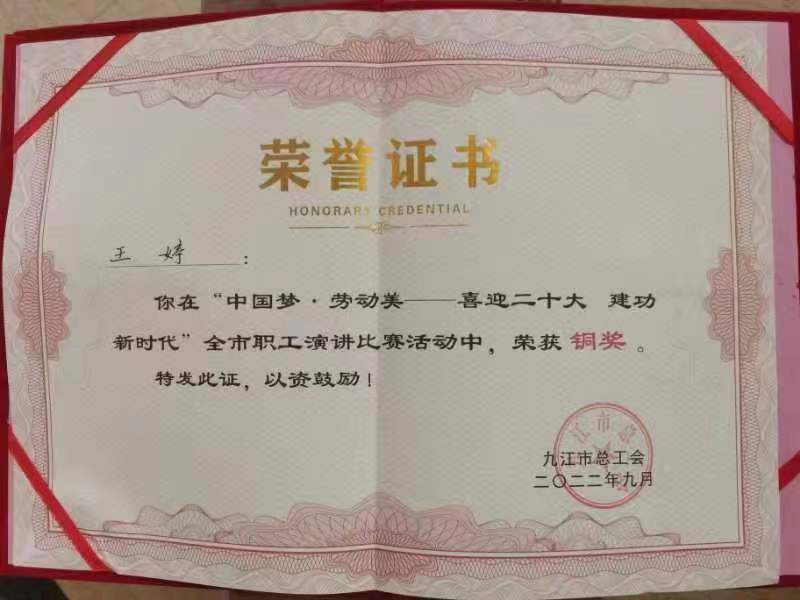 荣誉证书
HONORARY CREDENTIAL
王婷：
你在“中国梦·劳动美——喜迎二十大 建功
新时代”全市职工演讲比赛活动中，荣获 铜奖 。
特发此证，以资鼓励！
九江市总工会
二〇二二年九月